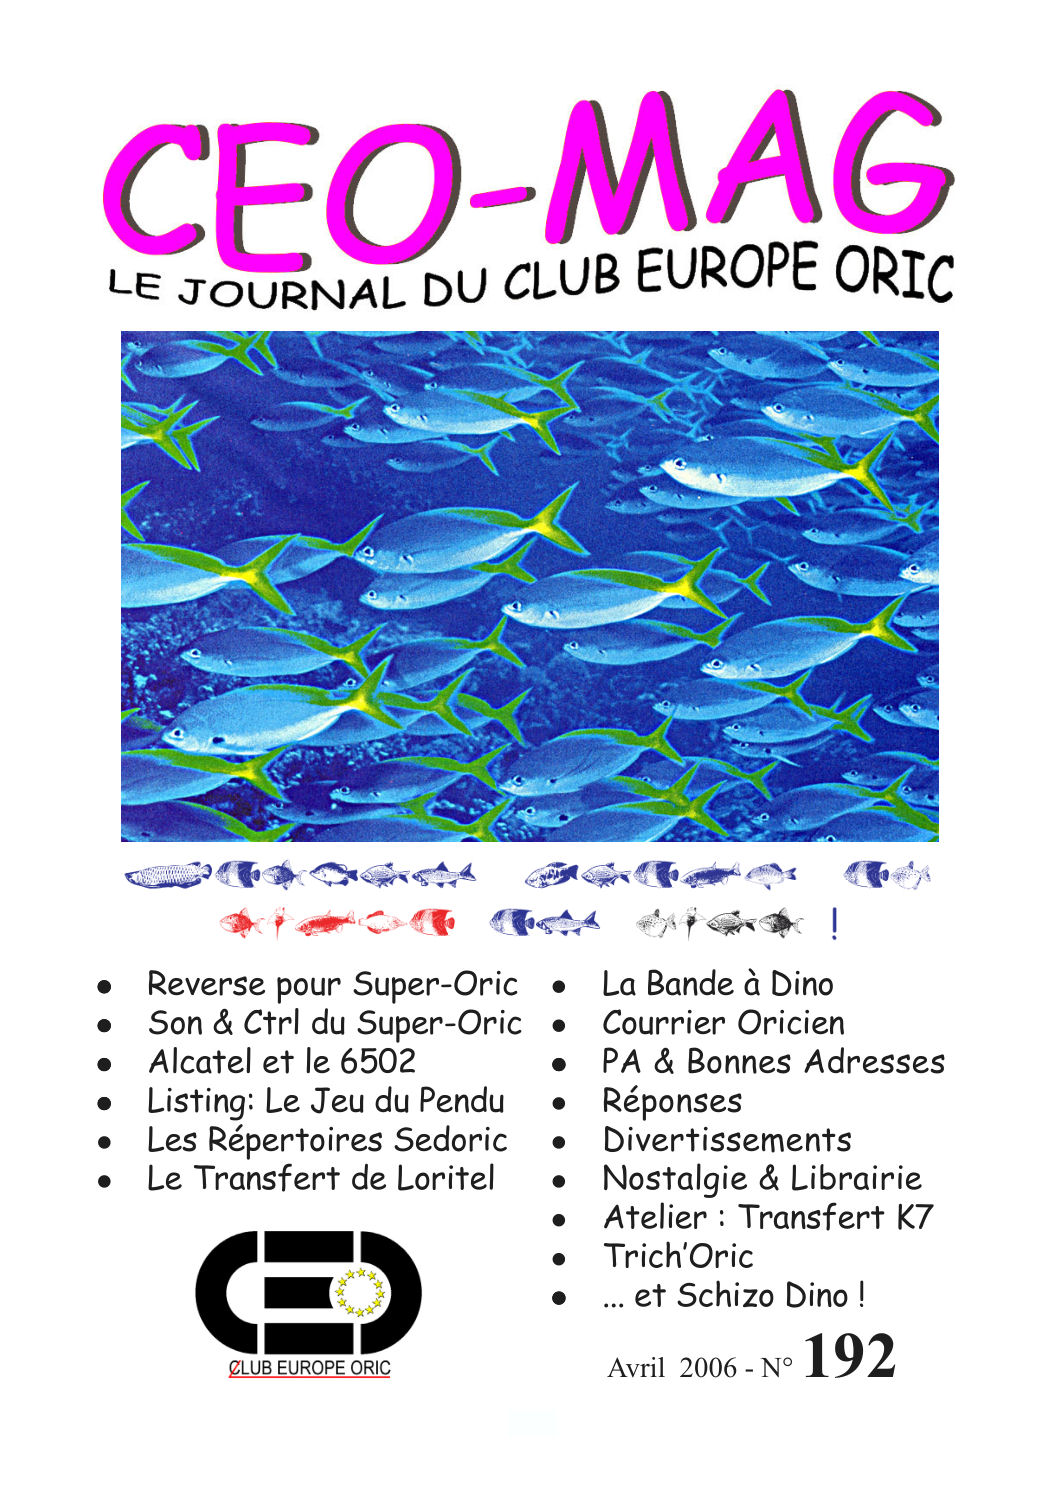 CEO-MAG
LE JOURNAL DU CLUB EUROPE ORIC
!
• Reverse pour Super-Oric
• Son & Ctrl du Super-Oric
• Alcatel et le 6502
• Listing: Le Jeu du Pendu
• Les Répertoires Sedoric
• Le Transfert de Loritel
• La Bande à Dino
• Courrier Oricien
• PA & Bonnes Adresses
• Réponses
• Divertissements
• Nostalgie & Librairie
• Atelier : Transfert K7
• Trich'Oric
• ... et Schizo Dino !
CEO
CLUB EUROPE ORIC
Avril 2006 - N° 192